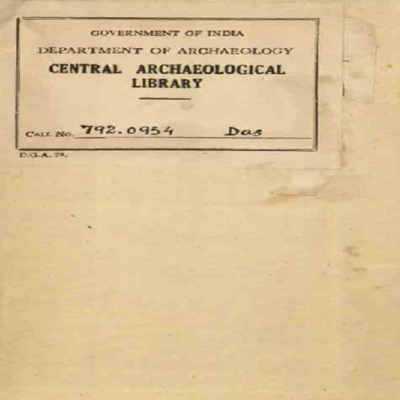 GOVERNMENT OF INDIA
DEPARTMENT OF ARCHAEOLOGY
CENTRAL ARCHAEOLOGICAL
LIBRARY
CALL No. 792.0954 Das
D.G.A. 79.